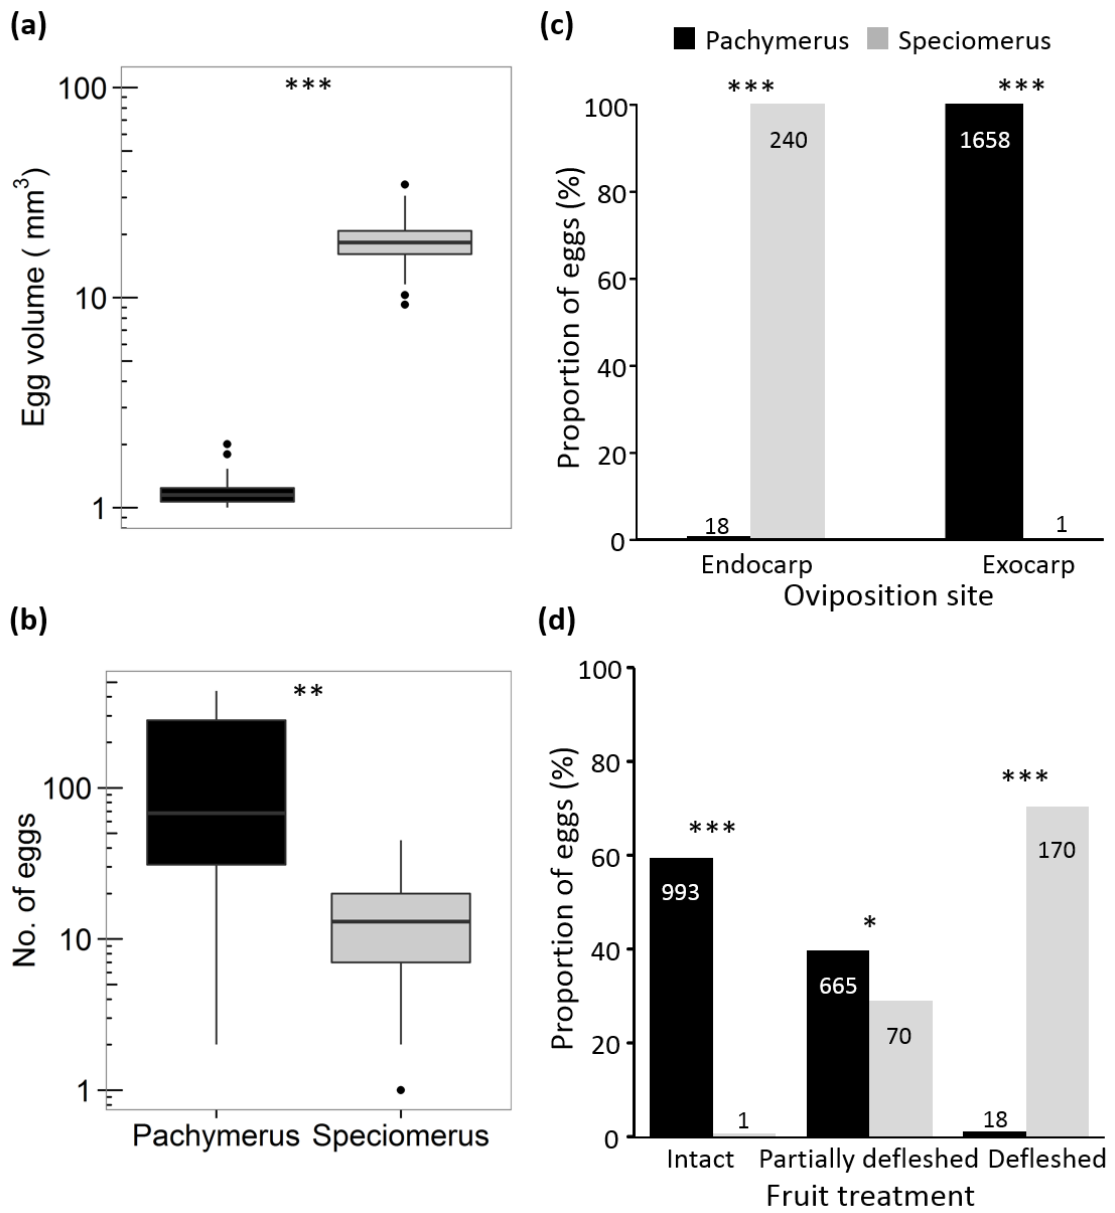 (a)
***
100
10
1
Egg volume ( mm³)
(b)
**
100
10
1
No. of eggs
Pachymerus Speciomerus
(c)
Pachymerus Speciomerus
*** ***
100
80
60
40
20
0
Proportion of eggs (%)
18 240 1658 1
Endocarp Exocarp
Oviposition site
(d)
100
80
60
40
20
0
Proportion of eggs (%)
*** * ***
993 1 665 70 18 170
Intact Partially defleshed Defleshed
Fruit treatment